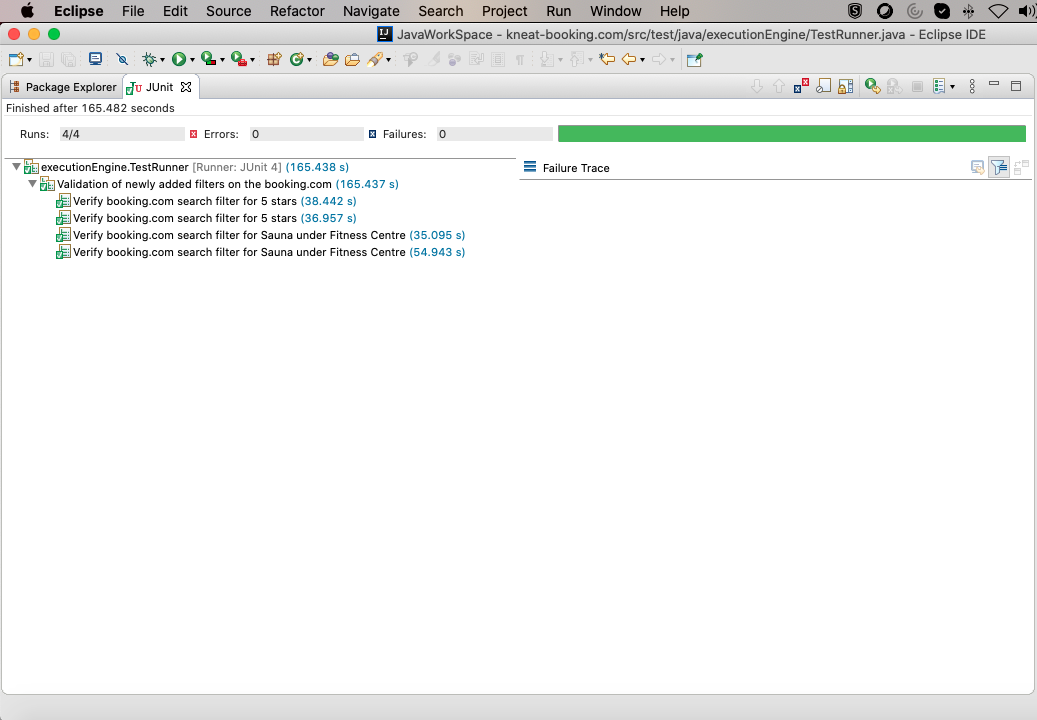 Eclipse File Edit Source Refactor Navigate Search Project Run Window Help
JavaWorkSpace - kneat-booking.com/src/test/java/executionEngine/TestRunner.java - Eclipse IDE
Package Explorer JUnit
Finished after 165.482 seconds
Runs: 4/4 Errors: 0 Failures: 0
executionEngine.TestRunner [Runner: JUnit 4] (165.438 s)
Failure Trace
Validation of newly added filters on the booking.com (165.437 s)
Verify booking.com search filter for 5 stars (38.442 s)
Verify booking.com search filter for 5 stars (36.957 s)
Verify booking.com search filter for Sauna under Fitness Centre (35.095 s)
Verify booking.com search filter for Sauna under Fitness Centre (54.943 s)